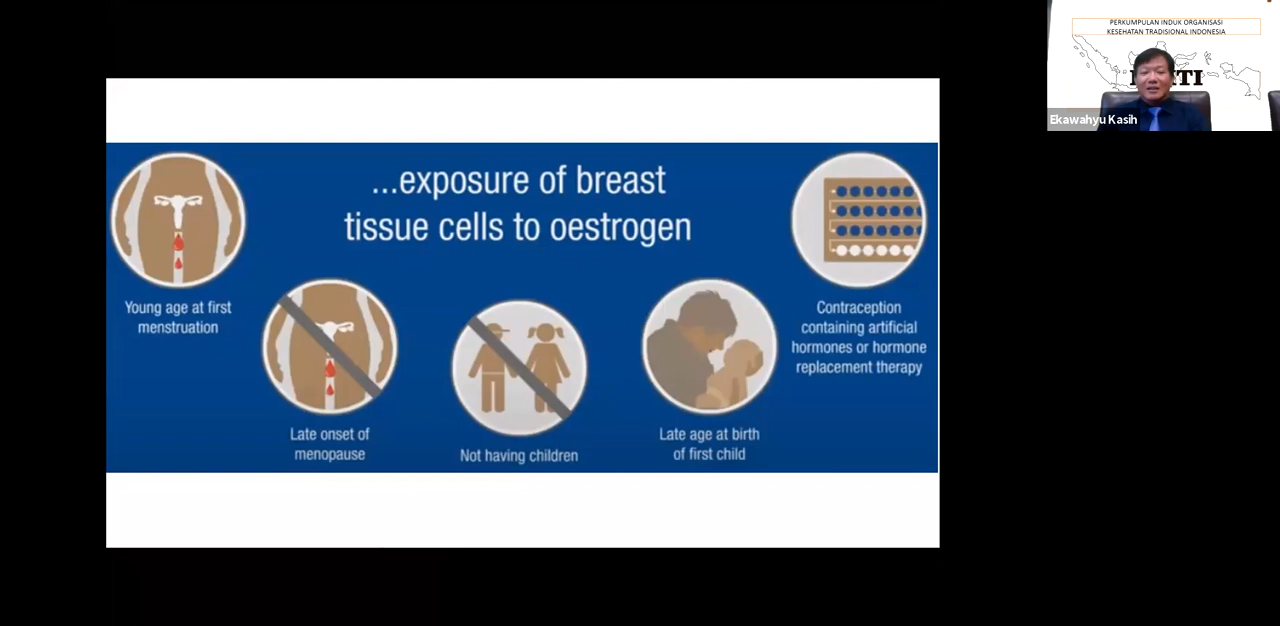 PERKUMPULAN INDUK ORGANISASI
KESEHATAN TRADISIONAL INDONESIA
Ekawahyu Kasih
...exposure of breast
tissue cells to oestrogen
Young age at first
menstruation
Late onset of
menopause
Not having children
Late age at birth
of first child
Contraception
containing artificial
hormones or hormone
replacement therapy